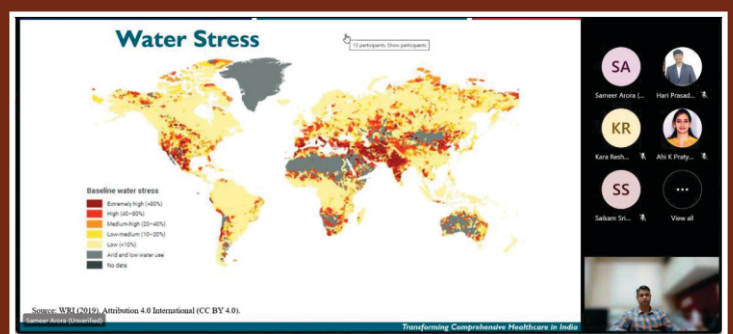 Water Stress
12 participants. Show participants
Baseline water stress
Extremely high (>80%)
High (40–80%)
Medium-high (20–40%)
Low-medium (10–20%)
Low (<10%)
Arid and low water use
No data
Source: WRI (2019). Attribution 4.0 International (CC BY 4.0).
Sameer Arora (Unverified)
Transforming Comprehensive Healthcare in India
SA
Sameer Arora (...
Hari Prasad...
KR
Kara Resh...
Ahi K Praty...
SS
Saikam Sri...
...
View all